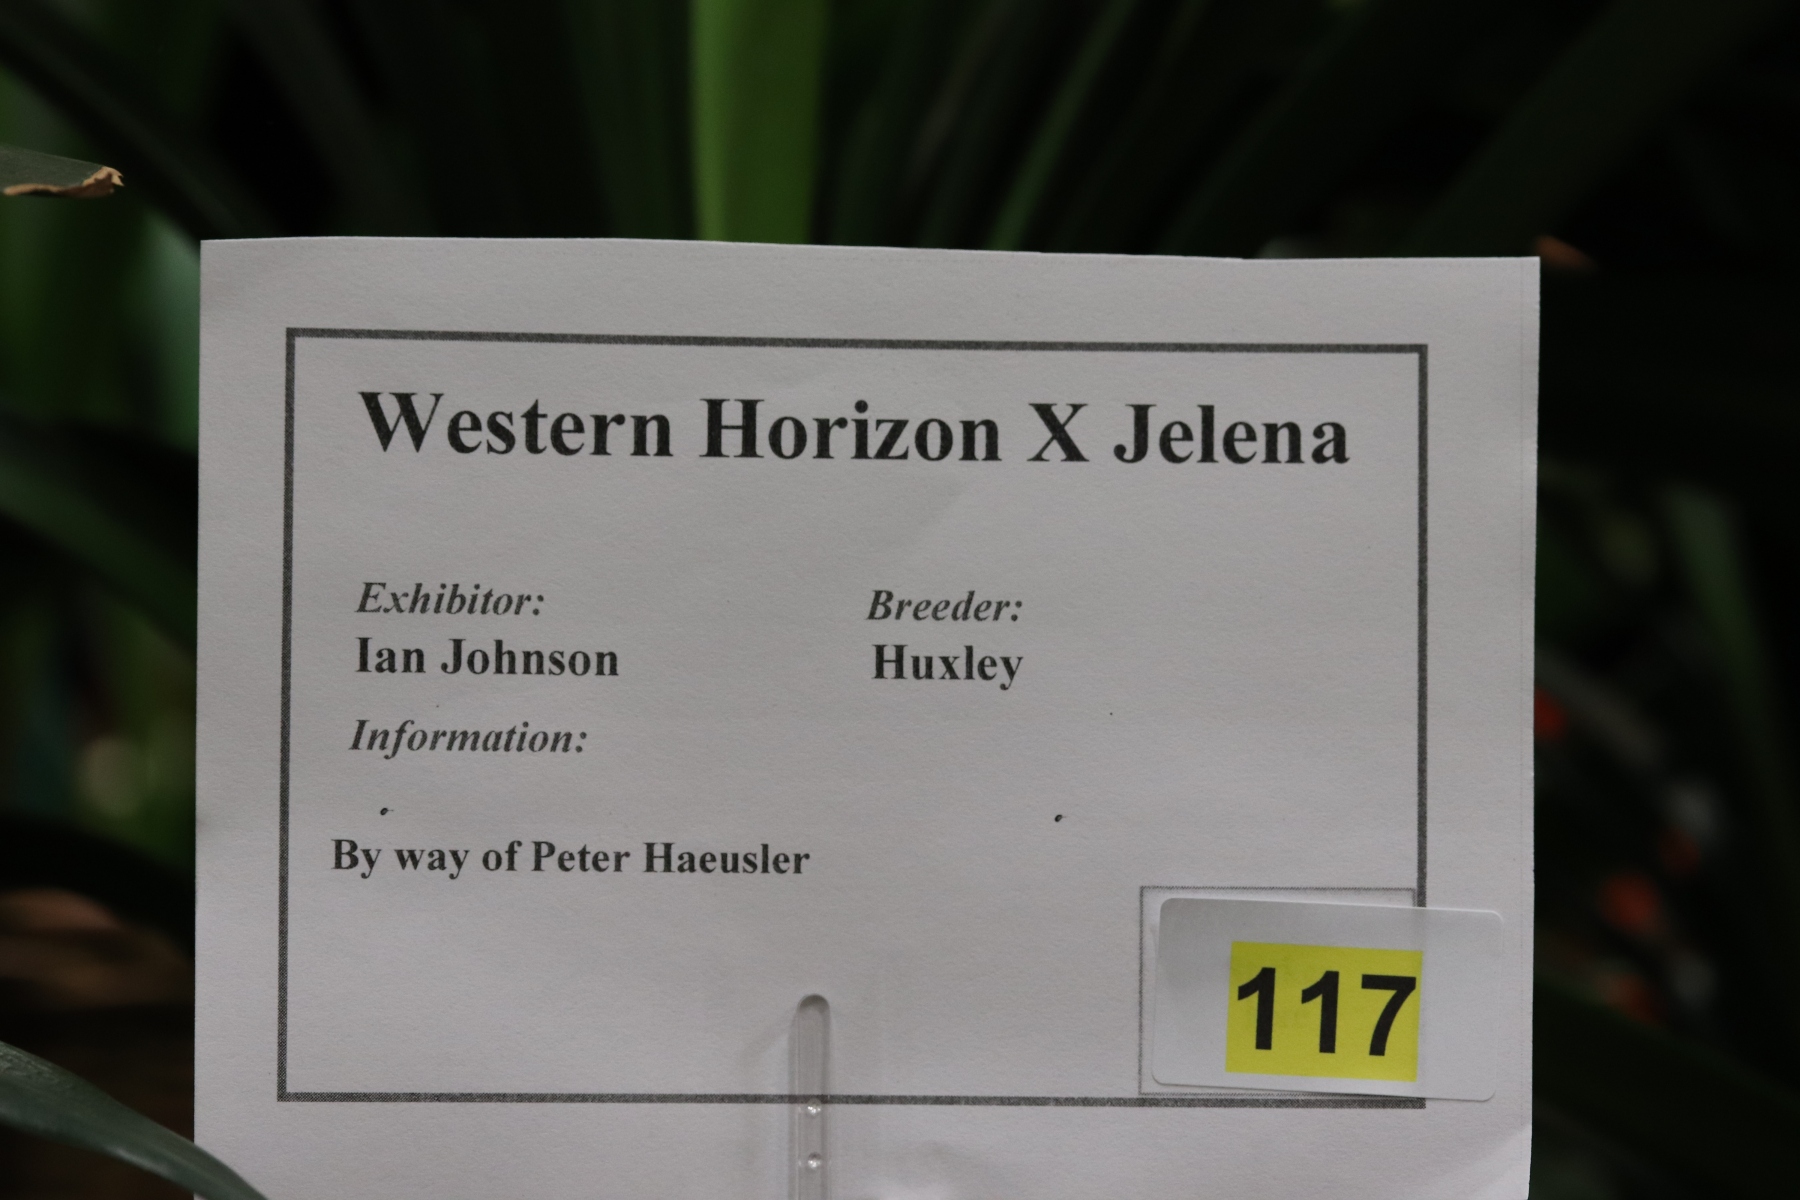 Western Horizon X Jelena
Exhibitor: Breeder:
Ian Johnson Huxley
Information:
By way of Peter Haeusler
117